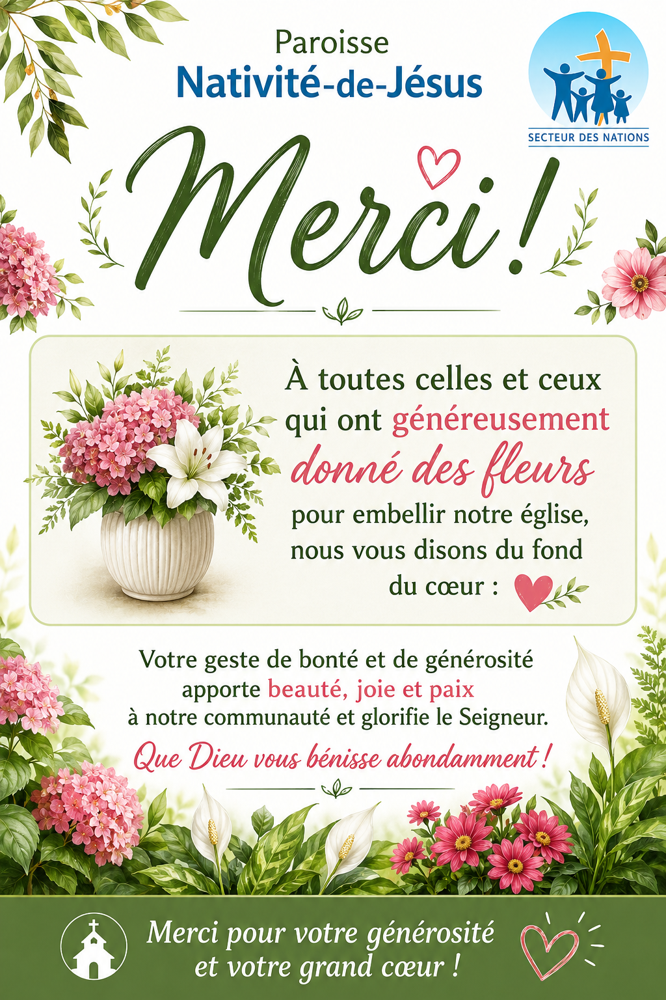 Paroisse
Nativité-de-Jésus
SECTEUR DES NATIONS
Merci !
À toutes celles et ceux
qui ont généreusement
donné des fleurs
pour embellir notre église,
nous vous disons du fond
du cœur :
Votre geste de bonté et de générosité
apporte beauté, joie et paix
à notre communauté et glorifie le Seigneur.
Que Dieu vous bénisse abondamment !
Merci pour votre générosité
et votre grand cœur !